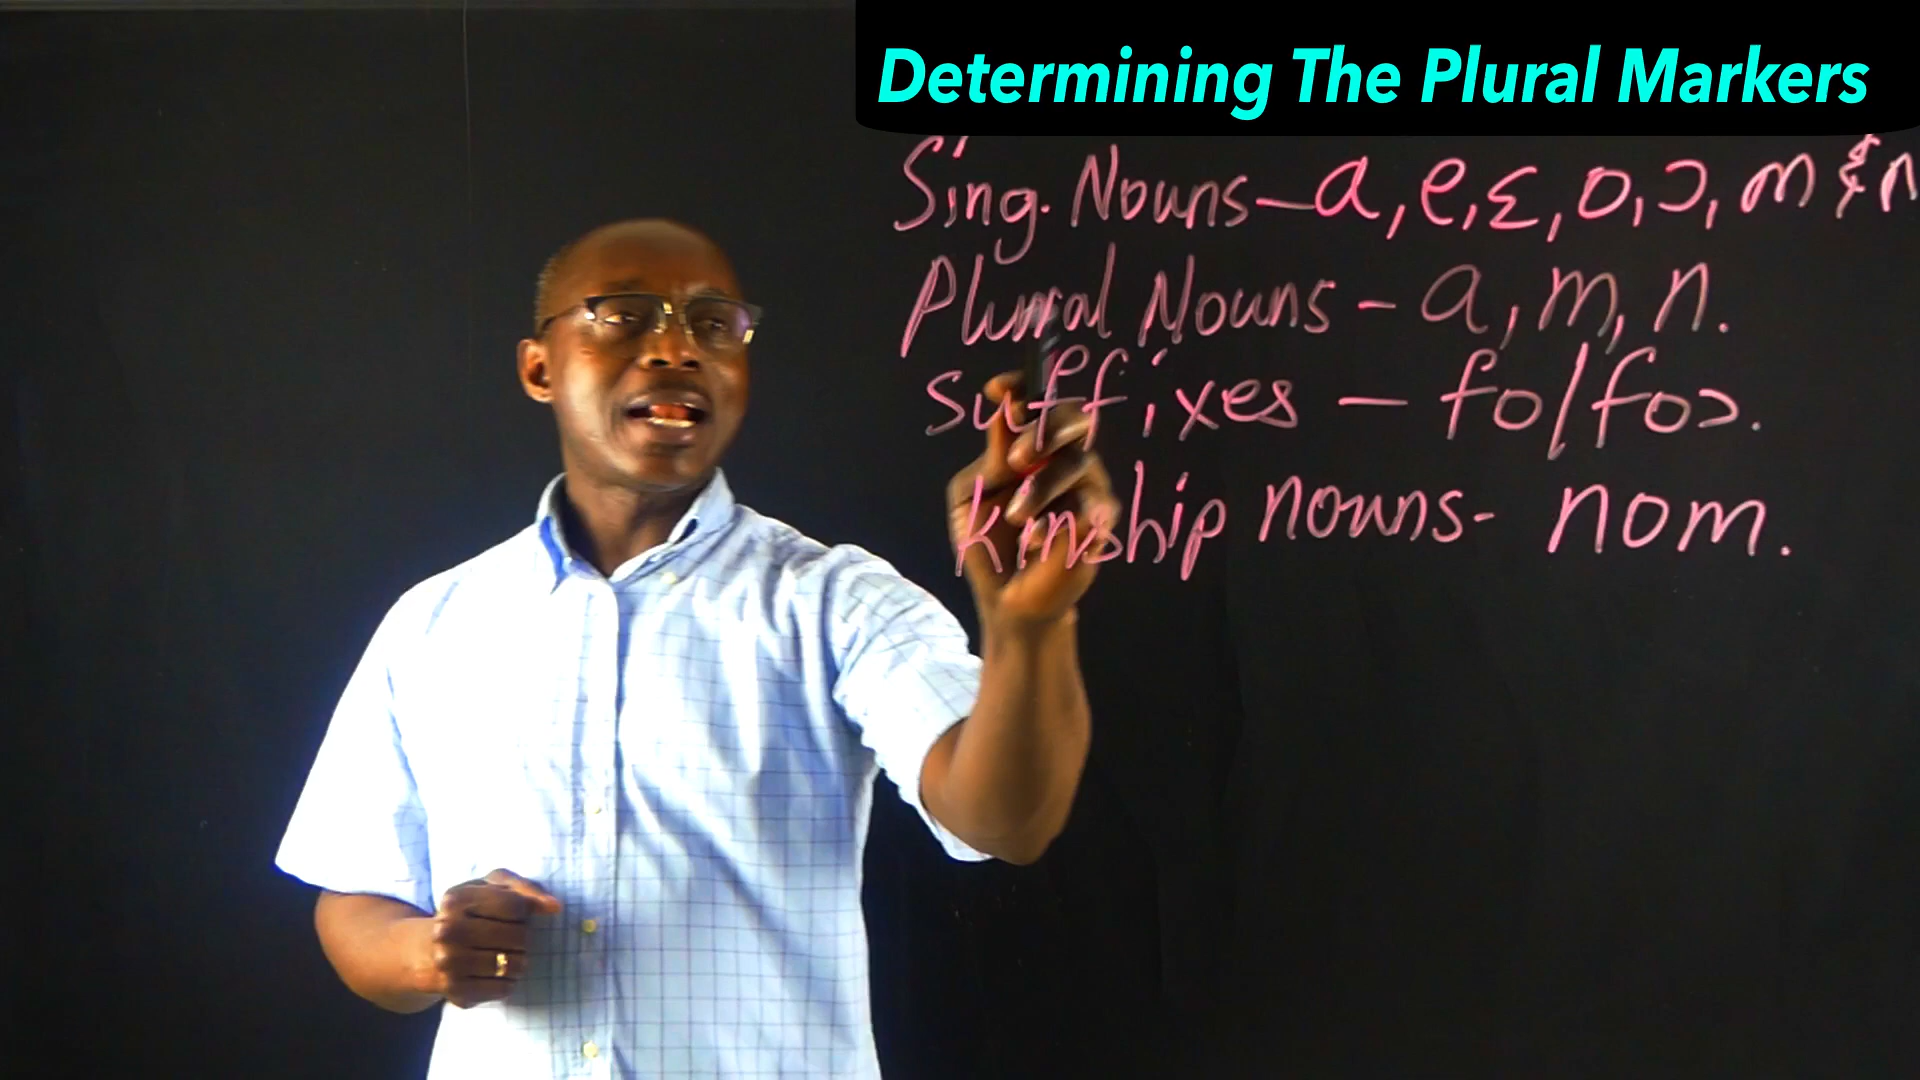 Determining The Plural Markers
Sing. Nouns - a, e, ɛ, o, ɔ, m & n
Plural Nouns - a, m, n.
Suffixes - fo/foɔ.
Kinship nouns - nom.